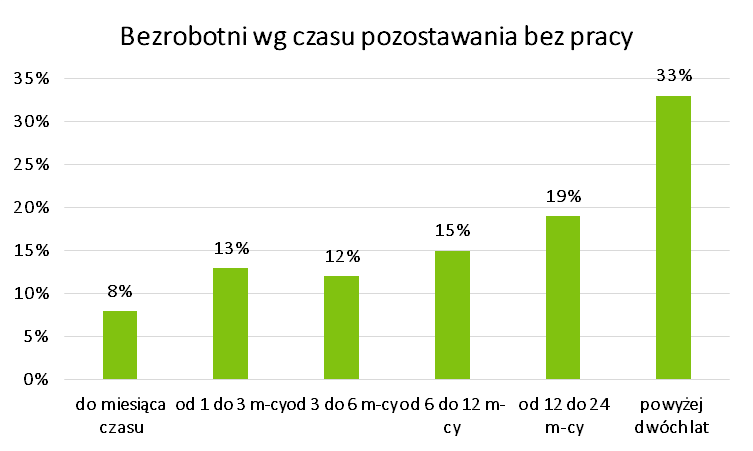 Bezrobotni wg czasu pozostawania bez pracy
35%
30%
25%
20%
15%
10%
5%
0%
8%
13%
12%
15%
19%
33%
do miesiąca
czasu
od 1 do 3 m-cy
od 3 do 6 m-cy
od 6 do 12 m-
cy
od 12 do 24
m-cy
powyżej
dwóch lat